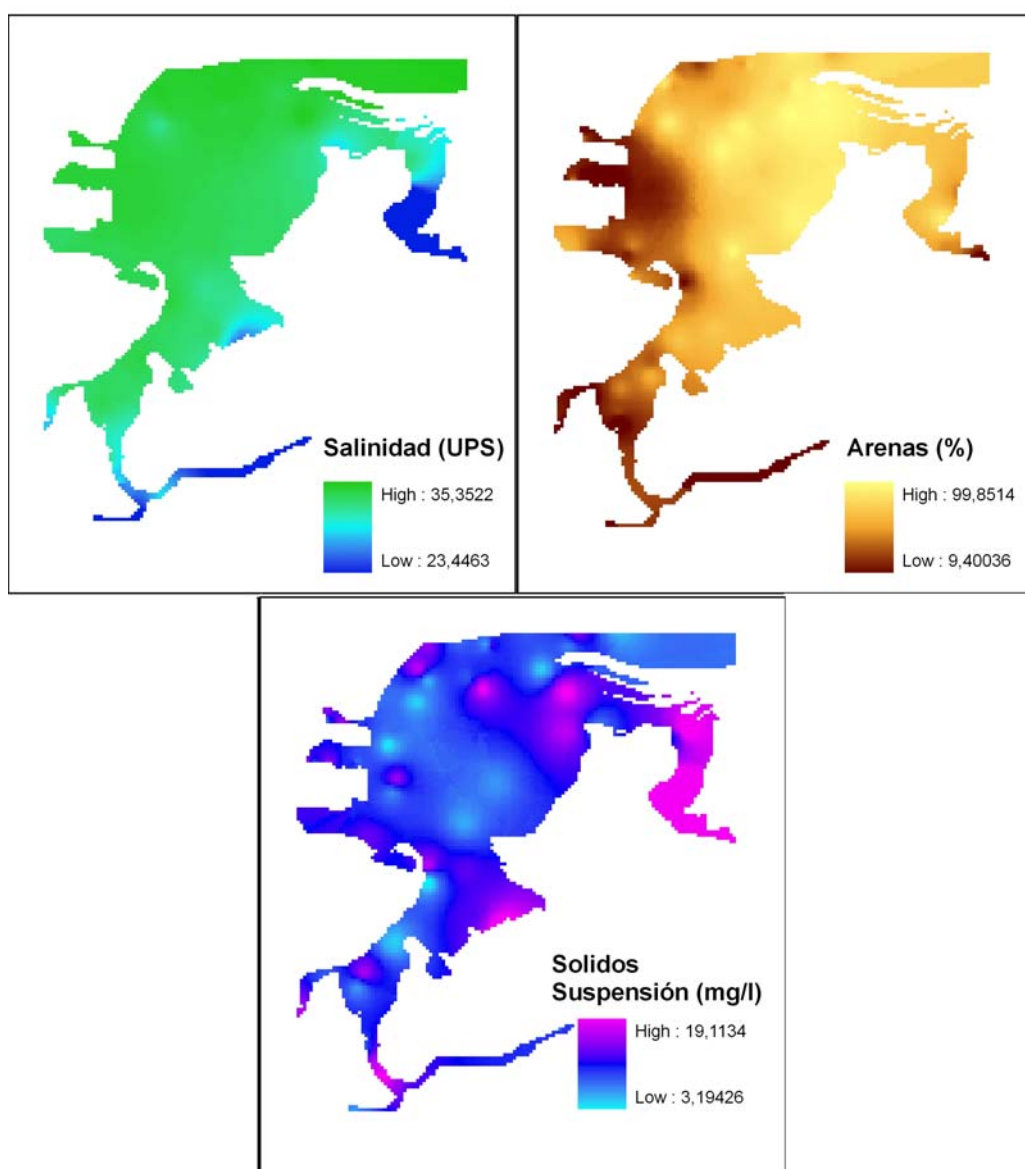 Salinidad (UPS)
High : 35,3522
Low : 23,4463
Arenas (%)
High : 99,8514
Low : 9,40036
Solidos
Suspensión (mg/l)
High : 19,1134
Low : 3,19426